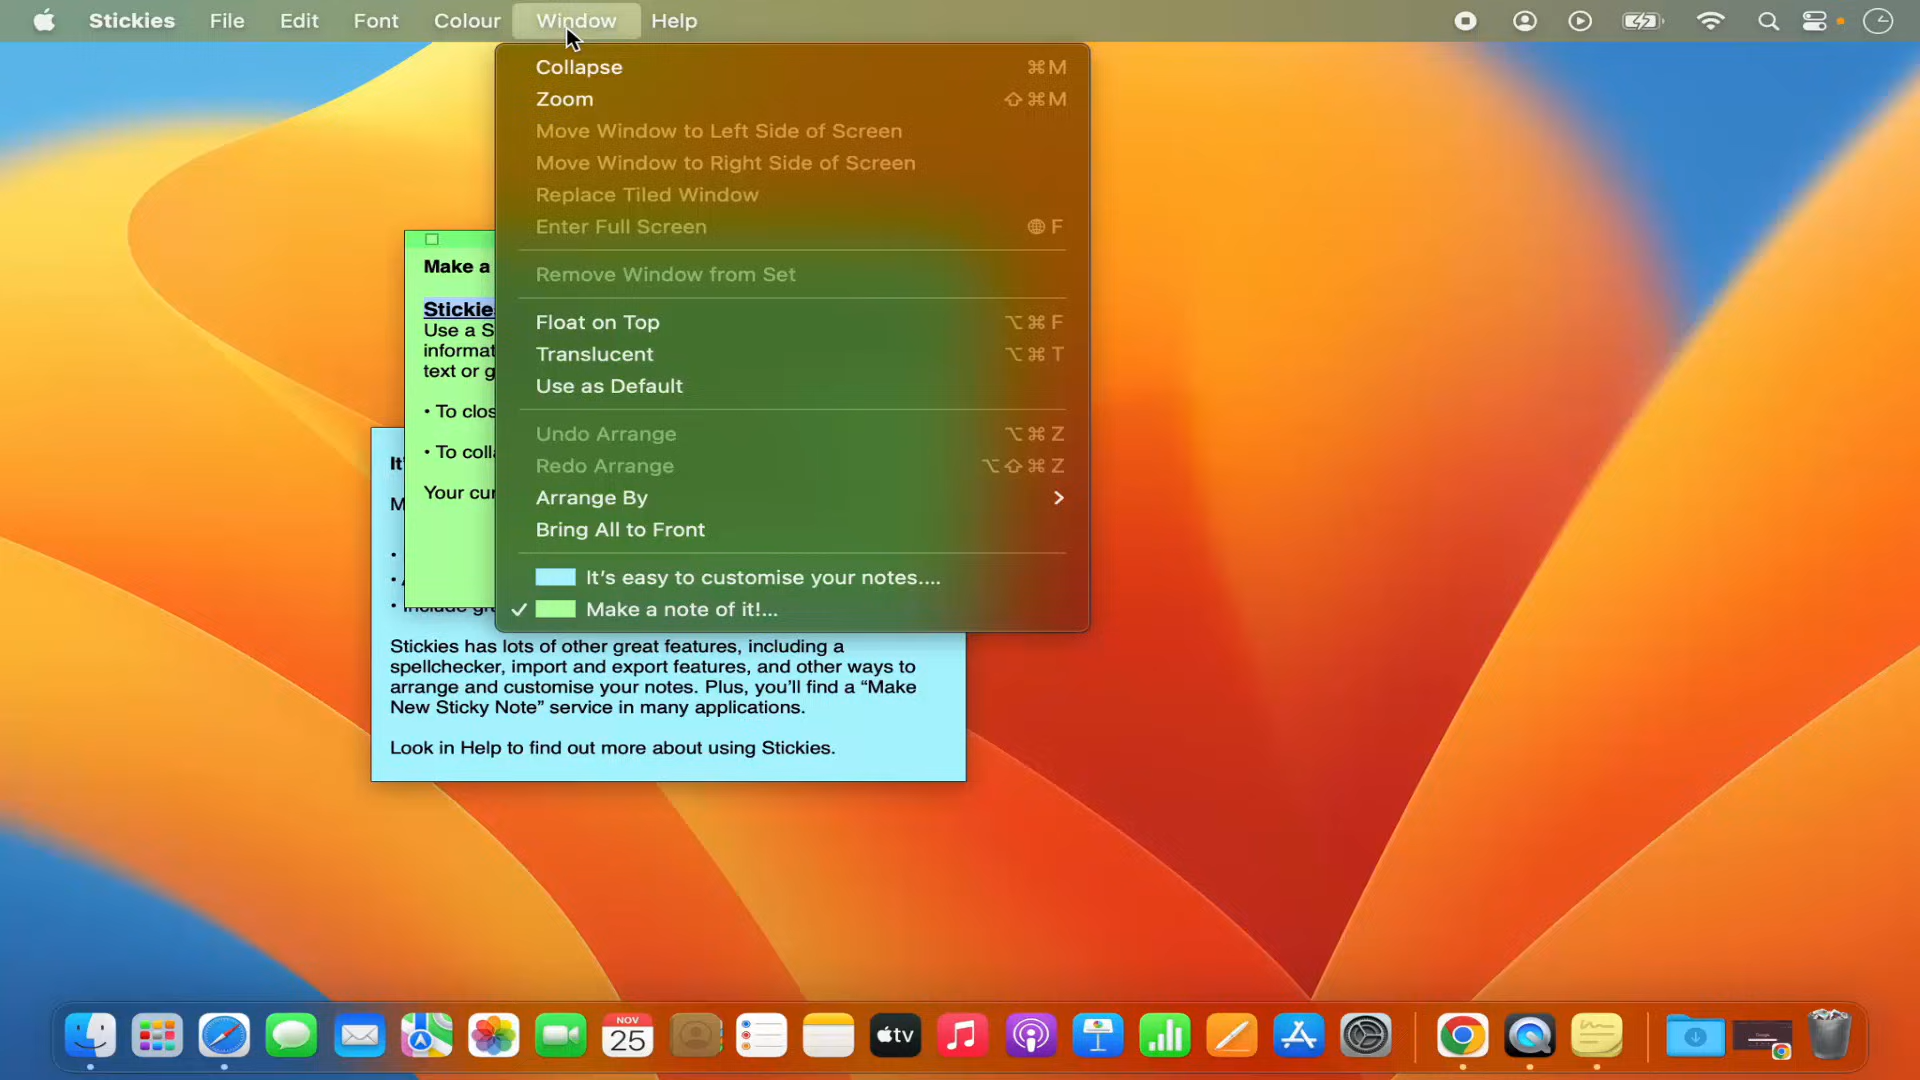 Stickies File Edit Font Colour Window Help
Collapse ⌘M
Zoom ⇧⌘M
Move Window to Left Side of Screen
Move Window to Right Side of Screen
Replace Tiled Window
Enter Full Screen F
Remove Window from Set
Float on Top ⌥⌘F
Translucent ⌥⌘T
Use as Default
Undo Arrange ⌥⌘Z
Redo Arrange ⌥⇧⌘Z
Arrange By
Bring All to Front
It’s easy to customise your notes....
Make a note of it!...
Make a
Stickie
Use a S
informat
text or g
• To clos
• To coll
Your cur
It’
M
•
•
• Include gr
Stickies has lots of other great features, including a
spellchecker, import and export features, and other ways to
arrange and customise your notes. Plus, you’ll find a “Make
New Sticky Note” service in many applications.
Look in Help to find out more about using Stickies.
NOV
25
tv